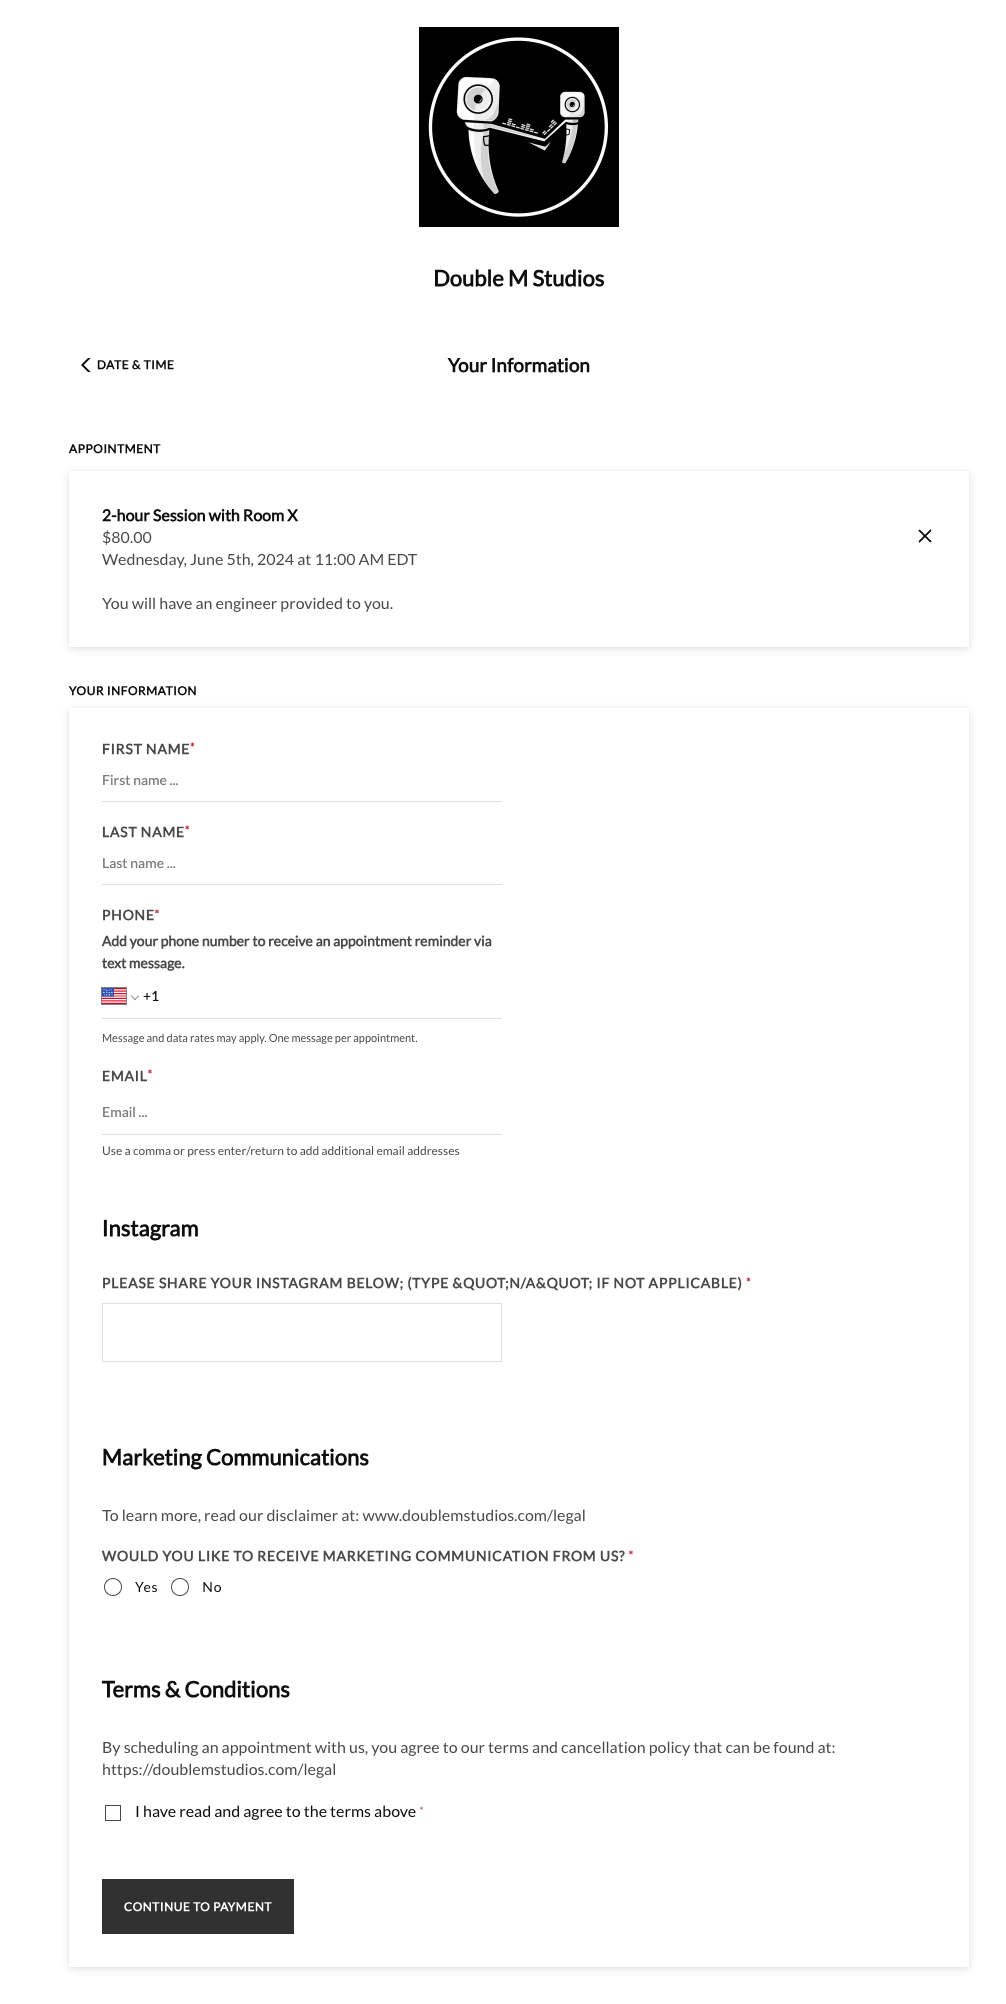 Double M Studios
DATE & TIME
Your Information
APPOINTMENT
2-hour Session with Room X
$80.00
Wednesday, June 5th, 2024 at 11:00 AM EDT
You will have an engineer provided to you.
YOUR INFORMATION
FIRST NAME*
First name ...
LAST NAME*
Last name ...
PHONE*
Add your phone number to receive an appointment reminder via
text message.
+1
Message and data rates may apply. One message per appointment.
EMAIL*
Email ...
Use a comma or press enter/return to add additional email addresses
Instagram
PLEASE SHARE YOUR INSTAGRAM BELOW; (TYPE &QUOT;N/A&QUOT; IF NOT APPLICABLE) *
Marketing Communications
To learn more, read our disclaimer at: www.doublemstudios.com/legal
WOULD YOU LIKE TO RECEIVE MARKETING COMMUNICATION FROM US? *
Yes No
Terms & Conditions
By scheduling an appointment with us, you agree to our terms and cancellation policy that can be found at:
https://doublemstudios.com/legal
I have read and agree to the terms above *
CONTINUE TO PAYMENT